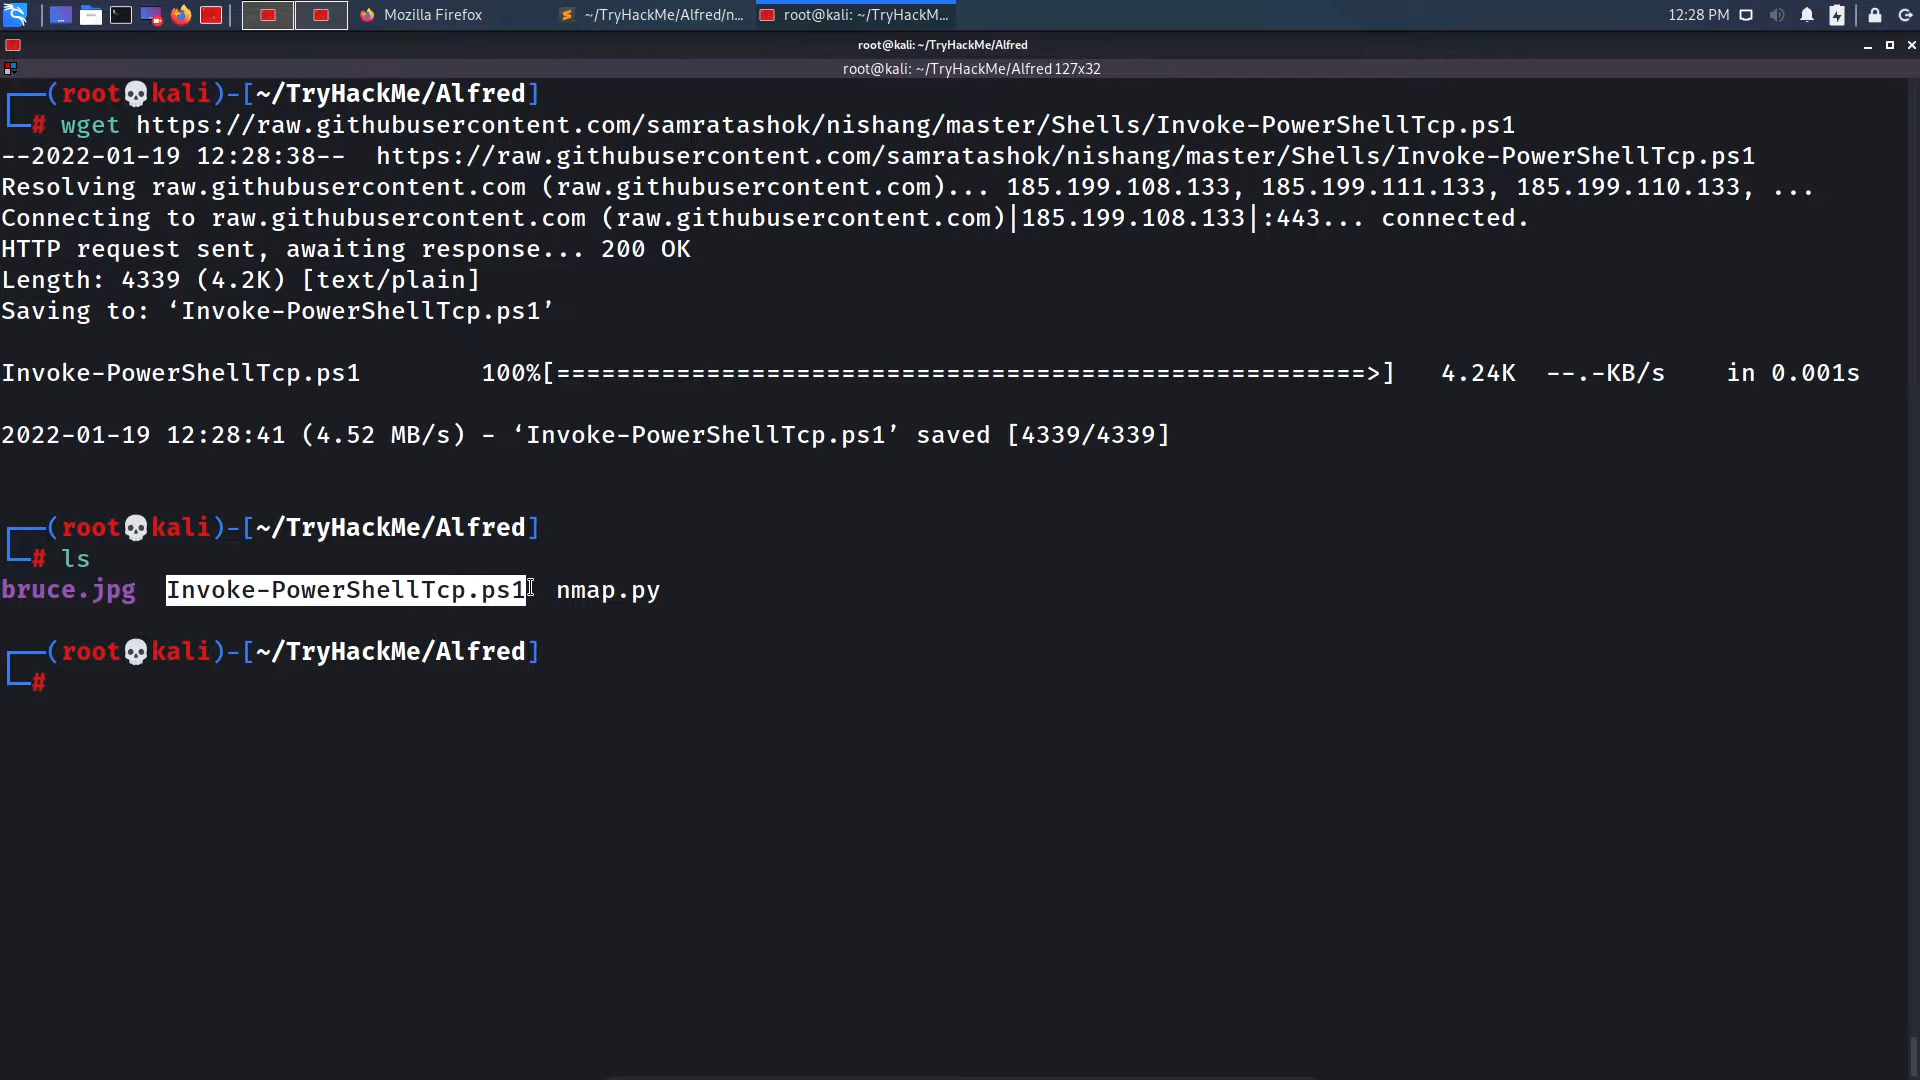 Mozilla Firefox
~/TryHackMe/Alfred/n...
root@kali: ~/TryHackM...
12:28 PM
root@kali: ~/TryHackMe/Alfred
root@kali: ~/TryHackMe/Alfred 127x32
┌──(root💀kali)-[~/TryHackMe/Alfred]
└─# wget https://raw.githubusercontent.com/samratashok/nishang/master/Shells/Invoke-PowerShellTcp.ps1
--2022-01-19 12:28:38--  https://raw.githubusercontent.com/samratashok/nishang/master/Shells/Invoke-PowerShellTcp.ps1
Resolving raw.githubusercontent.com (raw.githubusercontent.com)... 185.199.108.133, 185.199.111.133, 185.199.110.133, ...
Connecting to raw.githubusercontent.com (raw.githubusercontent.com)|185.199.108.133|:443... connected.
HTTP request sent, awaiting response... 200 OK
Length: 4339 (4.2K) [text/plain]
Saving to: ‘Invoke-PowerShellTcp.ps1’
Invoke-PowerShellTcp.ps1        100%[======================================================>]   4.24K  --.-KB/s    in 0.001s
2022-01-19 12:28:41 (4.52 MB/s) - ‘Invoke-PowerShellTcp.ps1’ saved [4339/4339]
┌──(root💀kali)-[~/TryHackMe/Alfred]
└─# ls
bruce.jpg  Invoke-PowerShellTcp.ps1  nmap.py
┌──(root💀kali)-[~/TryHackMe/Alfred]
└─#